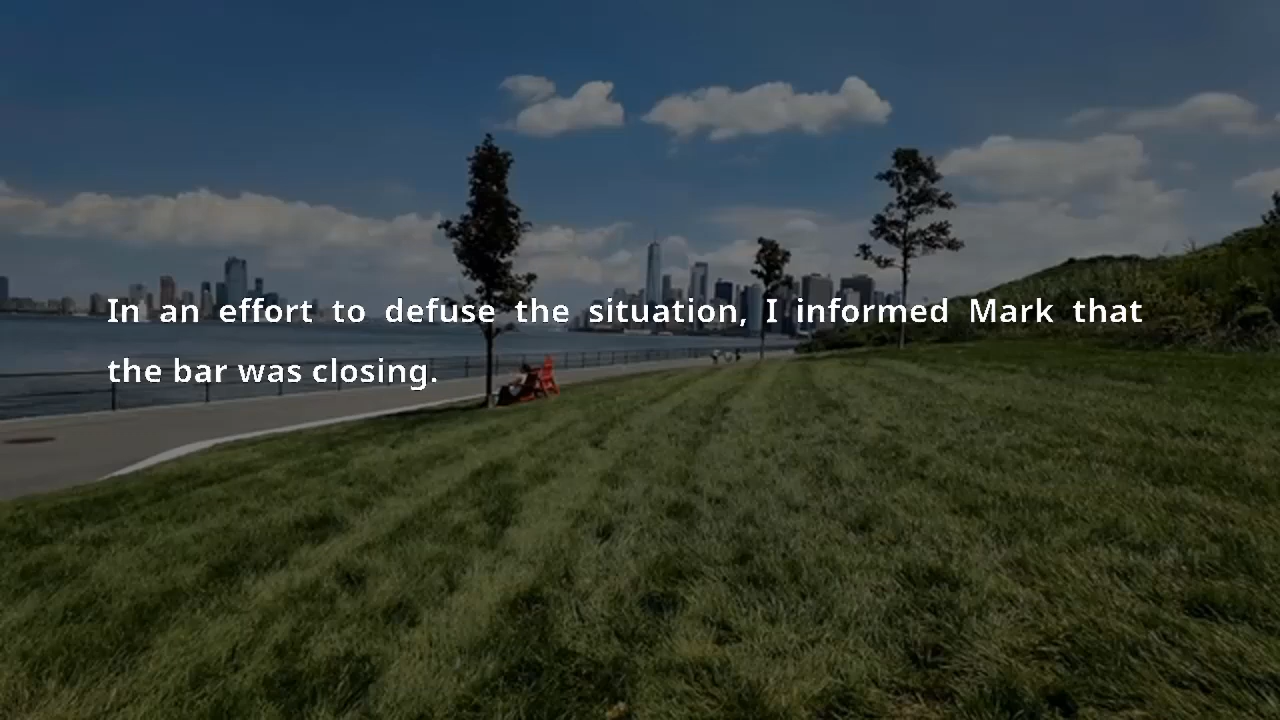 In an effort to defuse the situation, I informed Mark that
the bar was closing.